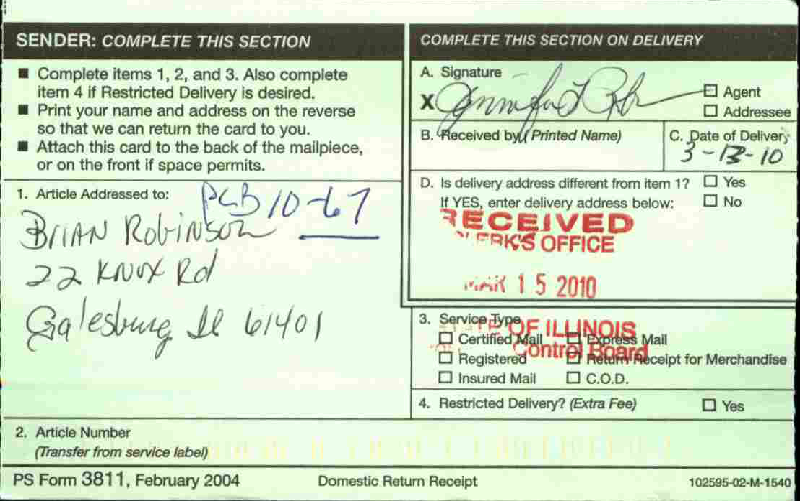 SENDER: COMPLETE THIS SECTION
■ Complete items 1, 2, and 3. Also complete
item 4 if Restricted Delivery is desired.
■ Print your name and address on the reverse
so that we can return the card to you.
■ Attach this card to the back of the mailpiece,
or on the front if space permits.
1. Article Addressed to:
PCB 10-67
BRIAN Robinson
22 KNOX Rd
Galesburg Il 61401
2. Article Number
(Transfer from service label)
COMPLETE THIS SECTION ON DELIVERY
A. Signature
X Jennifer
☐ Agent
☐ Addressee
B. Received by (Printed Name)
C. Date of Delivery
3-13-10
D. Is delivery address different from item 1? ☐ Yes
If YES, enter delivery address below: ☐ No
RECEIVED
CLERK'S OFFICE
MAR 15 2010
STATE OF ILLINOIS
Control Board
3. Service Type
☐ Certified Mail ☐ Express Mail
☐ Registered ☐ Return Receipt for Merchandise
☐ Insured Mail ☐ C.O.D.
4. Restricted Delivery? (Extra Fee) ☐ Yes
PS Form 3811, February 2004
Domestic Return Receipt
102595-02-M-1540